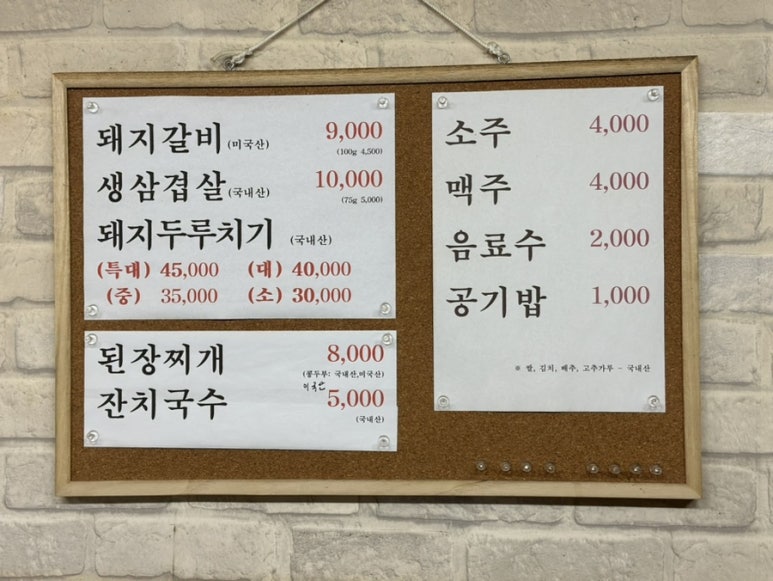 돼지갈비 (미국산) 9,000
(100g 4,500)
생삼겹살 (국내산) 10,000
(75g 5,000)
돼지두루치기 (국내산)
(특대) 45,000 (대) 40,000
(중) 35,000 (소) 30,000
된장찌개 8,000
(콩두부: 국내산,미국산)
미국산
잔치국수 5,000
(국내산)
소주 4,000
맥주 4,000
음료수 2,000
공기밥 1,000
※ 쌀, 김치, 배추, 고추가루 - 국내산